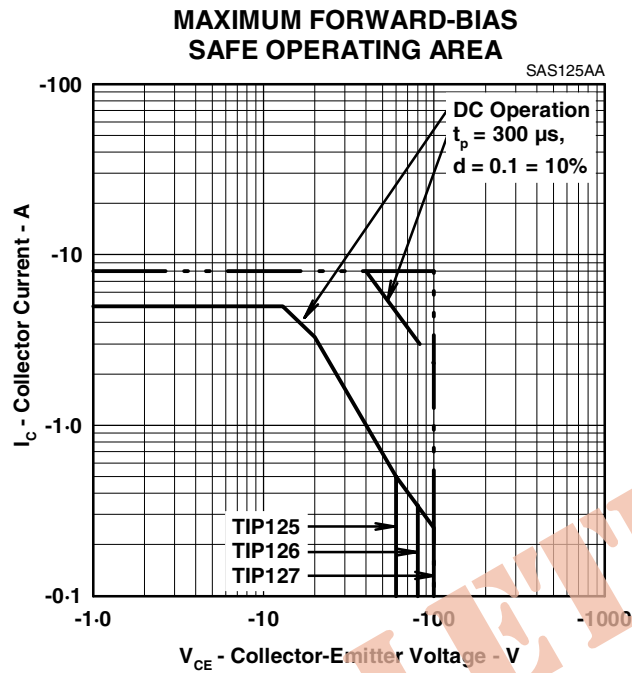 MAXIMUM FORWARD-BIAS
SAFE OPERATING AREA
SAS125AA
-100
DC Operation
tp = 300 µs,
d = 0.1 = 10%
-10
IC - Collector Current - A
-1·0
TIP125
TIP126
TIP127
-0·1
-1·0
-10
-100
-1000
VCE - Collector-Emitter Voltage - V